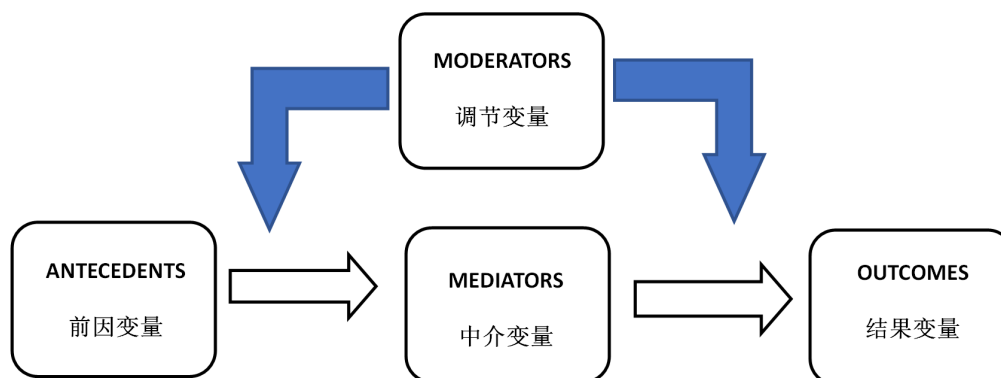 MODERATORS
调节变量
ANTECEDENTS
前因变量
MEDIATORS
中介变量
OUTCOMES
结果变量